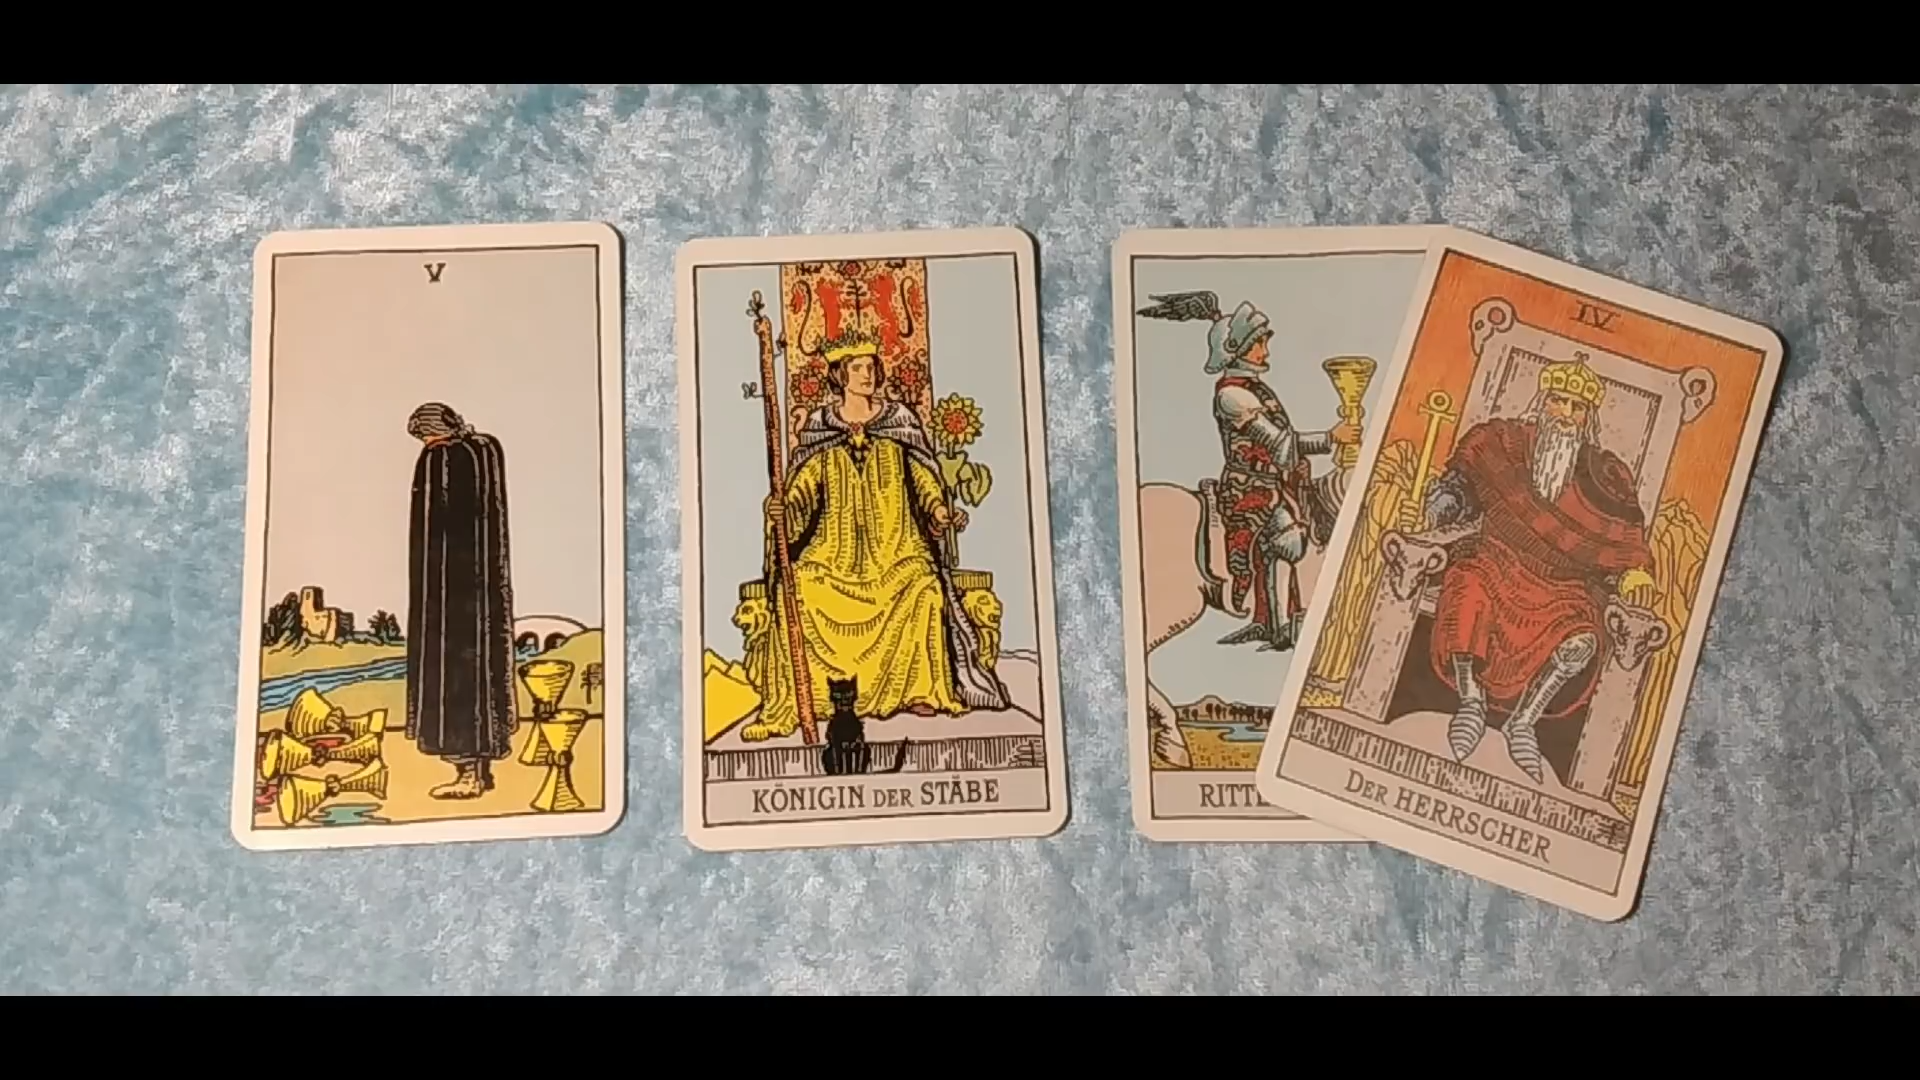 V
KÖNIGIN DER STÄBE
RITTE
IV
DER HERRSCHER